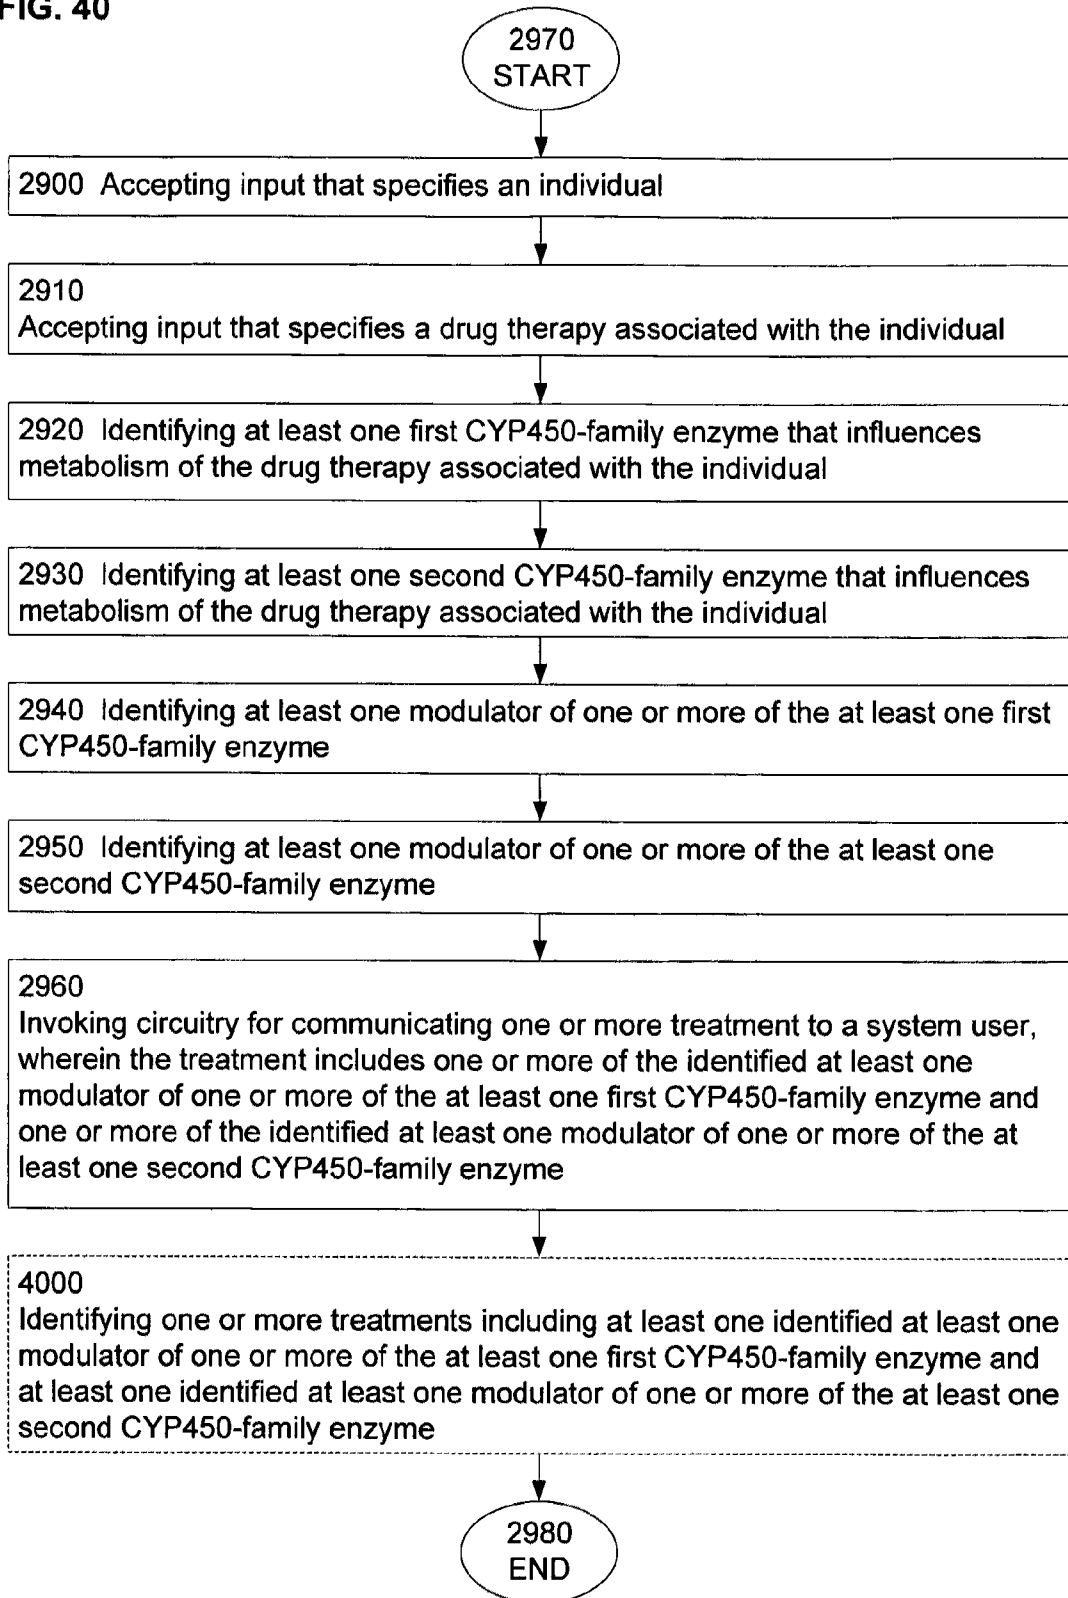 FIG. 40
2970
START
2900 Accepting input that specifies an individual
2910
Accepting input that specifies a drug therapy associated with the individual
2920 Identifying at least one first CYP450-family enzyme that influences
metabolism of the drug therapy associated with the individual
2930 Identifying at least one second CYP450-family enzyme that influences
metabolism of the drug therapy associated with the individual
2940 Identifying at least one modulator of one or more of the at least one first
CYP450-family enzyme
2950 Identifying at least one modulator of one or more of the at least one
second CYP450-family enzyme
2960
Invoking circuitry for communicating one or more treatment to a system user,
wherein the treatment includes one or more of the identified at least one
modulator of one or more of the at least one first CYP450-family enzyme and
one or more of the identified at least one modulator of one or more of the at
least one second CYP450-family enzyme
4000
Identifying one or more treatments including at least one identified at least one
modulator of one or more of the at least one first CYP450-family enzyme and
at least one identified at least one modulator of one or more of the at least one
second CYP450-family enzyme
2980
END